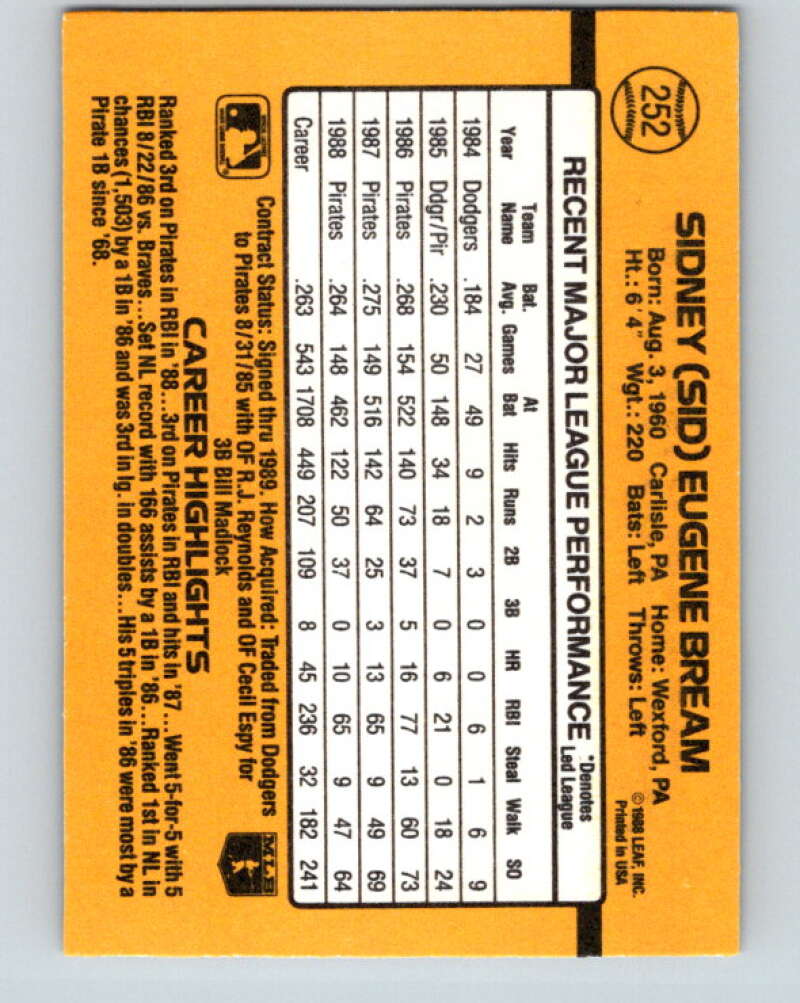 252
SIDNEY (SID) EUGENE BREAM
Born: Aug. 3, 1960 Carlisle, PA Home: Wexford, PA
Ht.: 6'4" Wgt.: 220 Bats: Left Throws: Left
© 1988 LEAF, INC.
Printed in USA
RECENT MAJOR LEAGUE PERFORMANCE *Denotes Led League
Year Team Name Bat. Avg. Games At Bat Hits Runs 2B 3B HR RBI Steal Walk SO
1984 Dodgers .184 27 49 9 2 3 0 0 6 1 6 9
1985 Ddgr/Pir .230 50 148 34 18 7 0 6 21 0 18 24
1986 Pirates .268 154 522 140 73 37 5 16 77 13 60 73
1987 Pirates .275 149 516 142 64 25 3 13 65 9 49 69
1988 Pirates .264 148 462 122 50 37 0 10 65 9 47 64
Career .263 543 1708 449 207 109 8 45 236 32 182 241
Contract Status: Signed thru 1989. How Acquired: Traded from Dodgers
to Pirates 8/31/85 with OF R.J. Reynolds and OF Cecil Espy for
3B Bill Madlock
MLB
CAREER HIGHLIGHTS
Ranked 3rd on Pirates in RBI in '88...3rd on Pirates in RBI and hits in '87...Went 5-for-5 with 5
RBI 8/22/86 vs. Braves...Set NL record with 166 assists by a 1B in '86...Ranked 1st in NL in
chances (1,503) by a 1B in '86 and was 3rd in lg. in doubles...His 5 triples in '86 were most by a
Pirate 1B since '68.